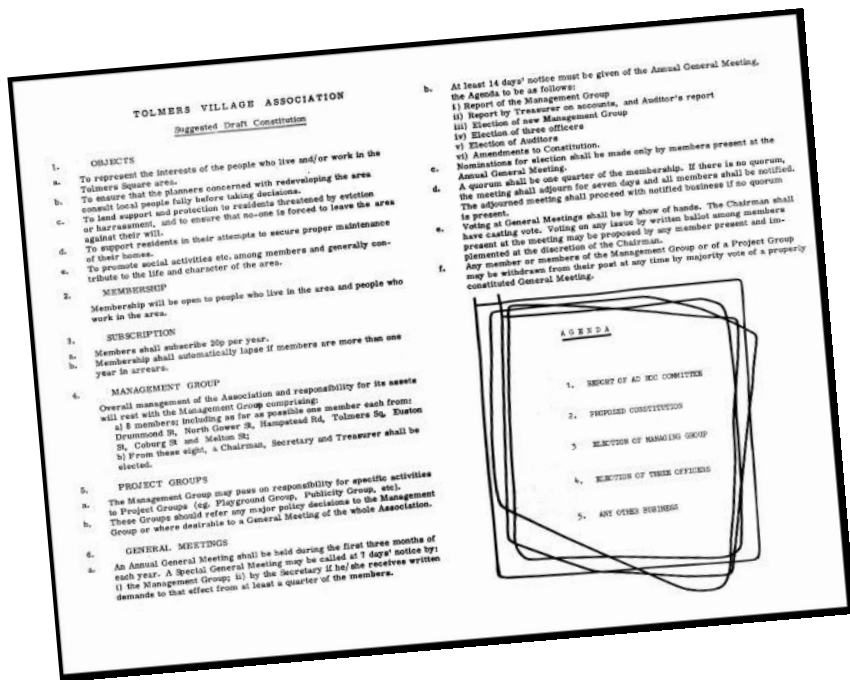 TOLMERS VILLAGE ASSOCIATION
Suggested Draft Constitution
1. OBJECTS
a. To represent the interests of the people who live and/or work in the
Tolmers Square area.
b. To ensure that the planners concerned with redeveloping the area
consult local people fully before taking decisions.
c. To lend support and protection to residents threatened by eviction
or harrassment, and to ensure that no-one is forced to leave the area
against their will.
d. To support residents in their attempts to secure proper maintenance
of their homes.
e. To promote social activities etc. among members and generally con-
tribute to the life and character of the area.
2. MEMBERSHIP
Membership will be open to people who live in the area and people who
work in the area.
3. SUBSCRIPTION
a. Members shall subscribe 20p per year.
b. Membership shall automatically lapse if members are more than one
year in arrears.
4. MANAGEMENT GROUP
Overall management of the Association and responsibility for its assets
will rest with the Management Group comprising:
a) 8 members; including as far as possible one member each from:
Drummond St, North Gower St, Hampstead Rd, Tolmers Sq, Euston
St, Coburg St and Melton St;
b) From these eight, a Chairman, Secretary and Treasurer shall be
elected.
5. PROJECT GROUPS
a. The Management Group may pass on responsibility for specific activities
to Project Groups (eg. Playground Group, Publicity Group, etc).
b. These Groups should refer any major policy decisions to the Management
Group or where desirable to a General Meeting of the whole Association.
6. GENERAL MEETINGS
a. An Annual General Meeting shall be held during the first three months of
each year. A Special General Meeting may be called at 7 days' notice by:
i) the Management Group; ii) by the Secretary if he/she receives written
demands to that effect from at least a quarter of the members.
b. At least 14 days' notice must be given of the Annual General Meeting,
the Agenda to be as follows:
i) Report of the Management Group
ii) Report by Treasurer on accounts, and Auditor's report
iii) Election of new Management Group
iv) Election of three officers
v) Election of Auditors
vi) Amendments to Constitution.
c. Nominations for election shall be made only by members present at the
Annual General Meeting.
d. A quorum shall be one quarter of the membership. If there is no quorum,
the meeting shall adjourn for seven days and all members shall be notified.
The adjourned meeting shall proceed with notified business if no quorum
is present.
e. Voting at General Meetings shall be by show of hands. The Chairman shall
have casting vote. Voting on any issue by written ballot among members
present at the meeting may be proposed by any member present and im-
plemented at the discretion of the Chairman.
f. Any member or members of the Management Group or of a Project Group
may be withdrawn from their post at any time by majority vote of a properly
constituted General Meeting.
AGENDA
1. REPORT OF AD HOC COMMITTEE
2. PROPOSED CONSTITUTION
3 ELECTION OF MANAGING GROUP
4. ELECTION OF THREE OFFICERS
5. ANY OTHER BUSINESS